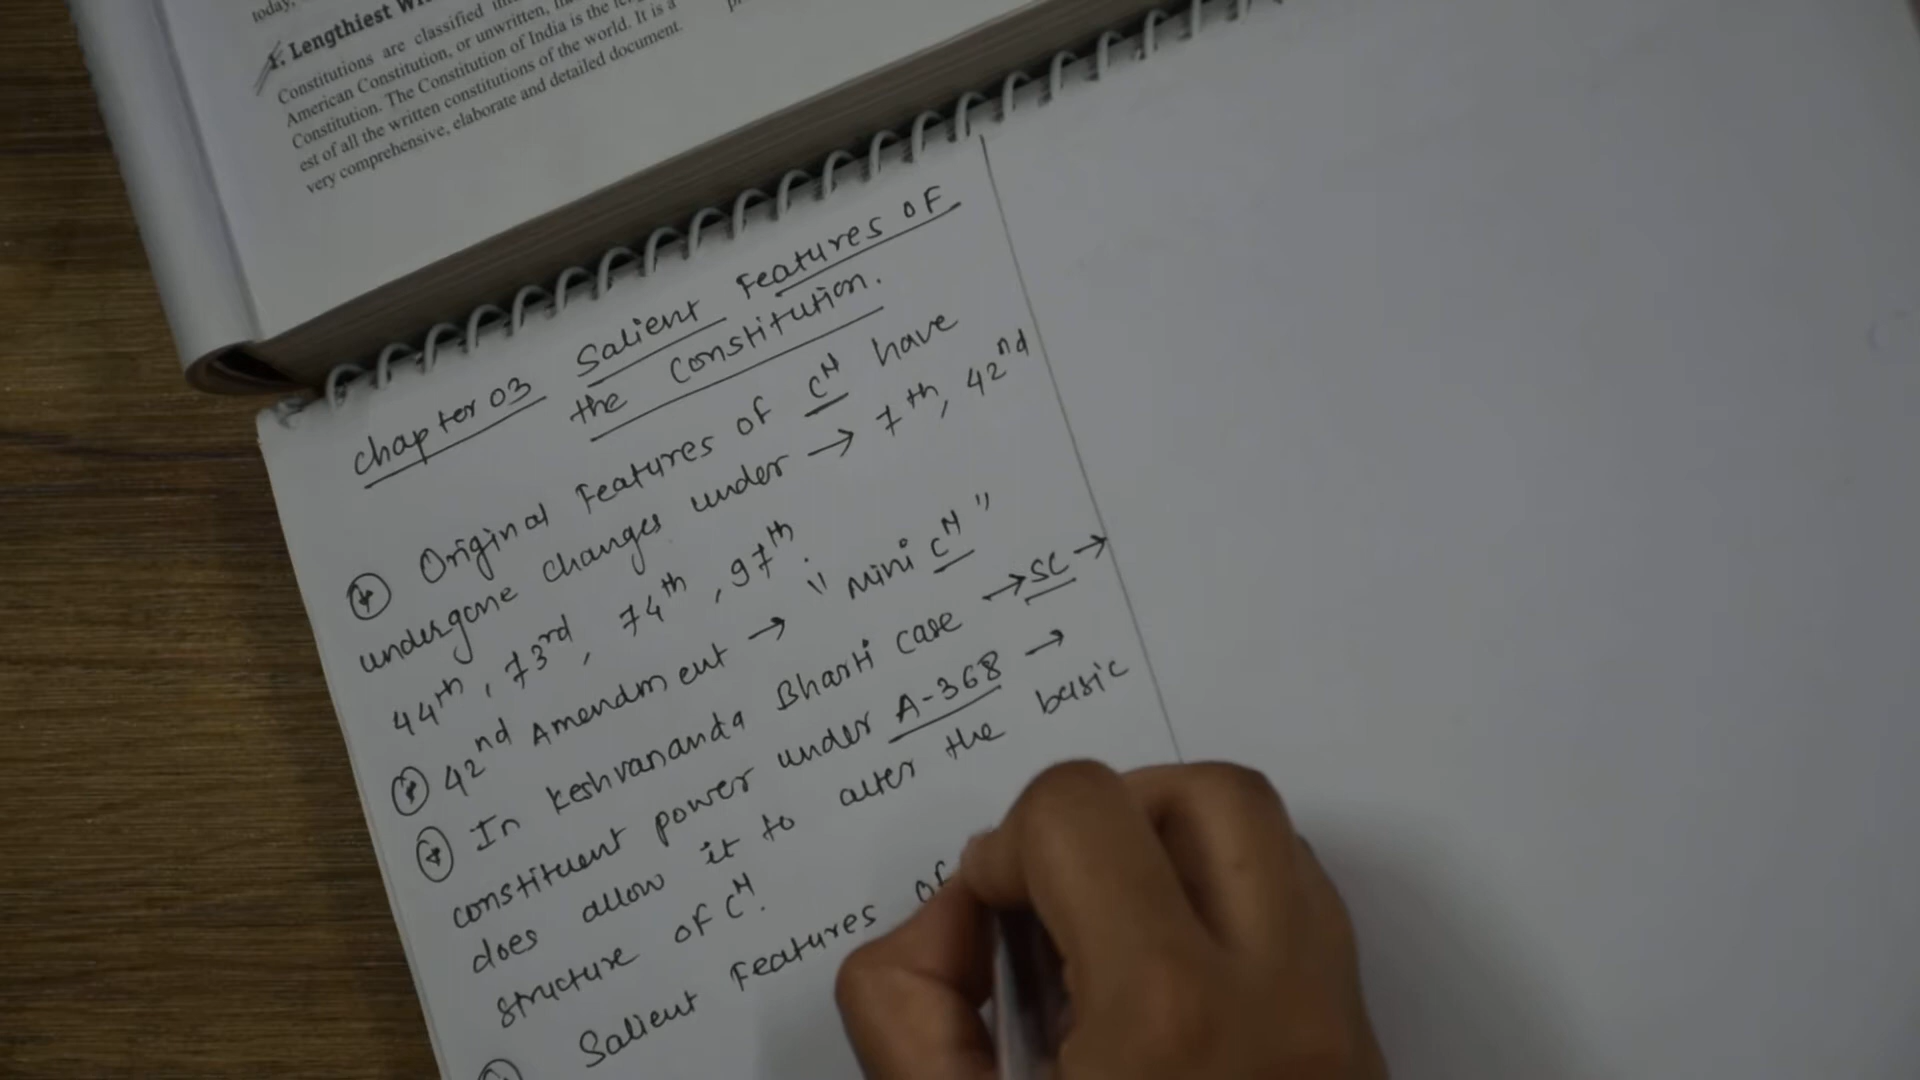 today,
1. Lengthiest
Constitutions are classified
American Constitution, or unwritten,
Constitution. The Constitution of India is the
est of all the written constitutions of the world. It is a
very comprehensive, elaborate and detailed document.
Chapter 03 Salient Features OF
the Constitution.
Original Features of Cᴺ have
undergone changes under → 7th, 42nd
44th, 73rd, 74th, 97th.
42nd Amendment → "Mini Cᴺ"
In Keshvananda Bharti case → SC →
constituent power under A-368 →
does allow it to alter the basic
structure of Cᴺ.
Salient Features of